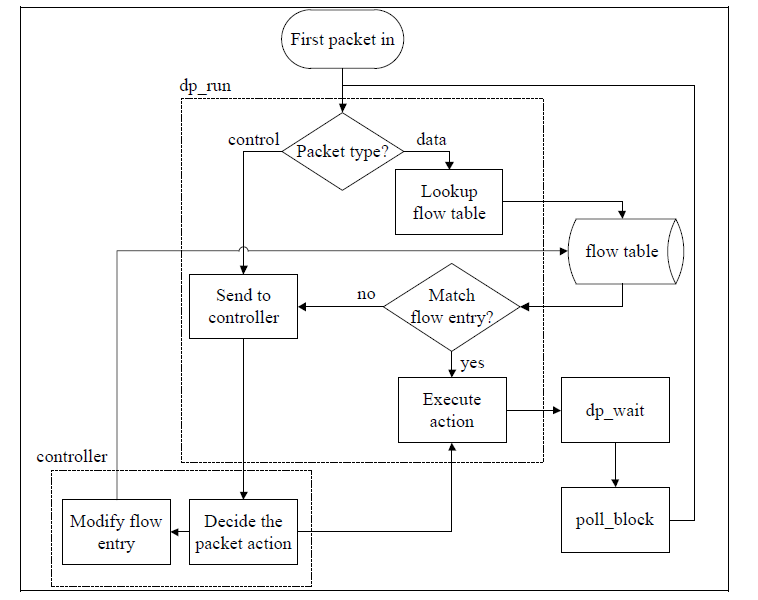 First packet in
dp_run
control
Packet type?
data
Lookup
flow table
flow table
Send to
controller
no
Match
flow entry?
yes
Execute
action
dp_wait
controller
Modify flow
entry
Decide the
packet action
poll_block